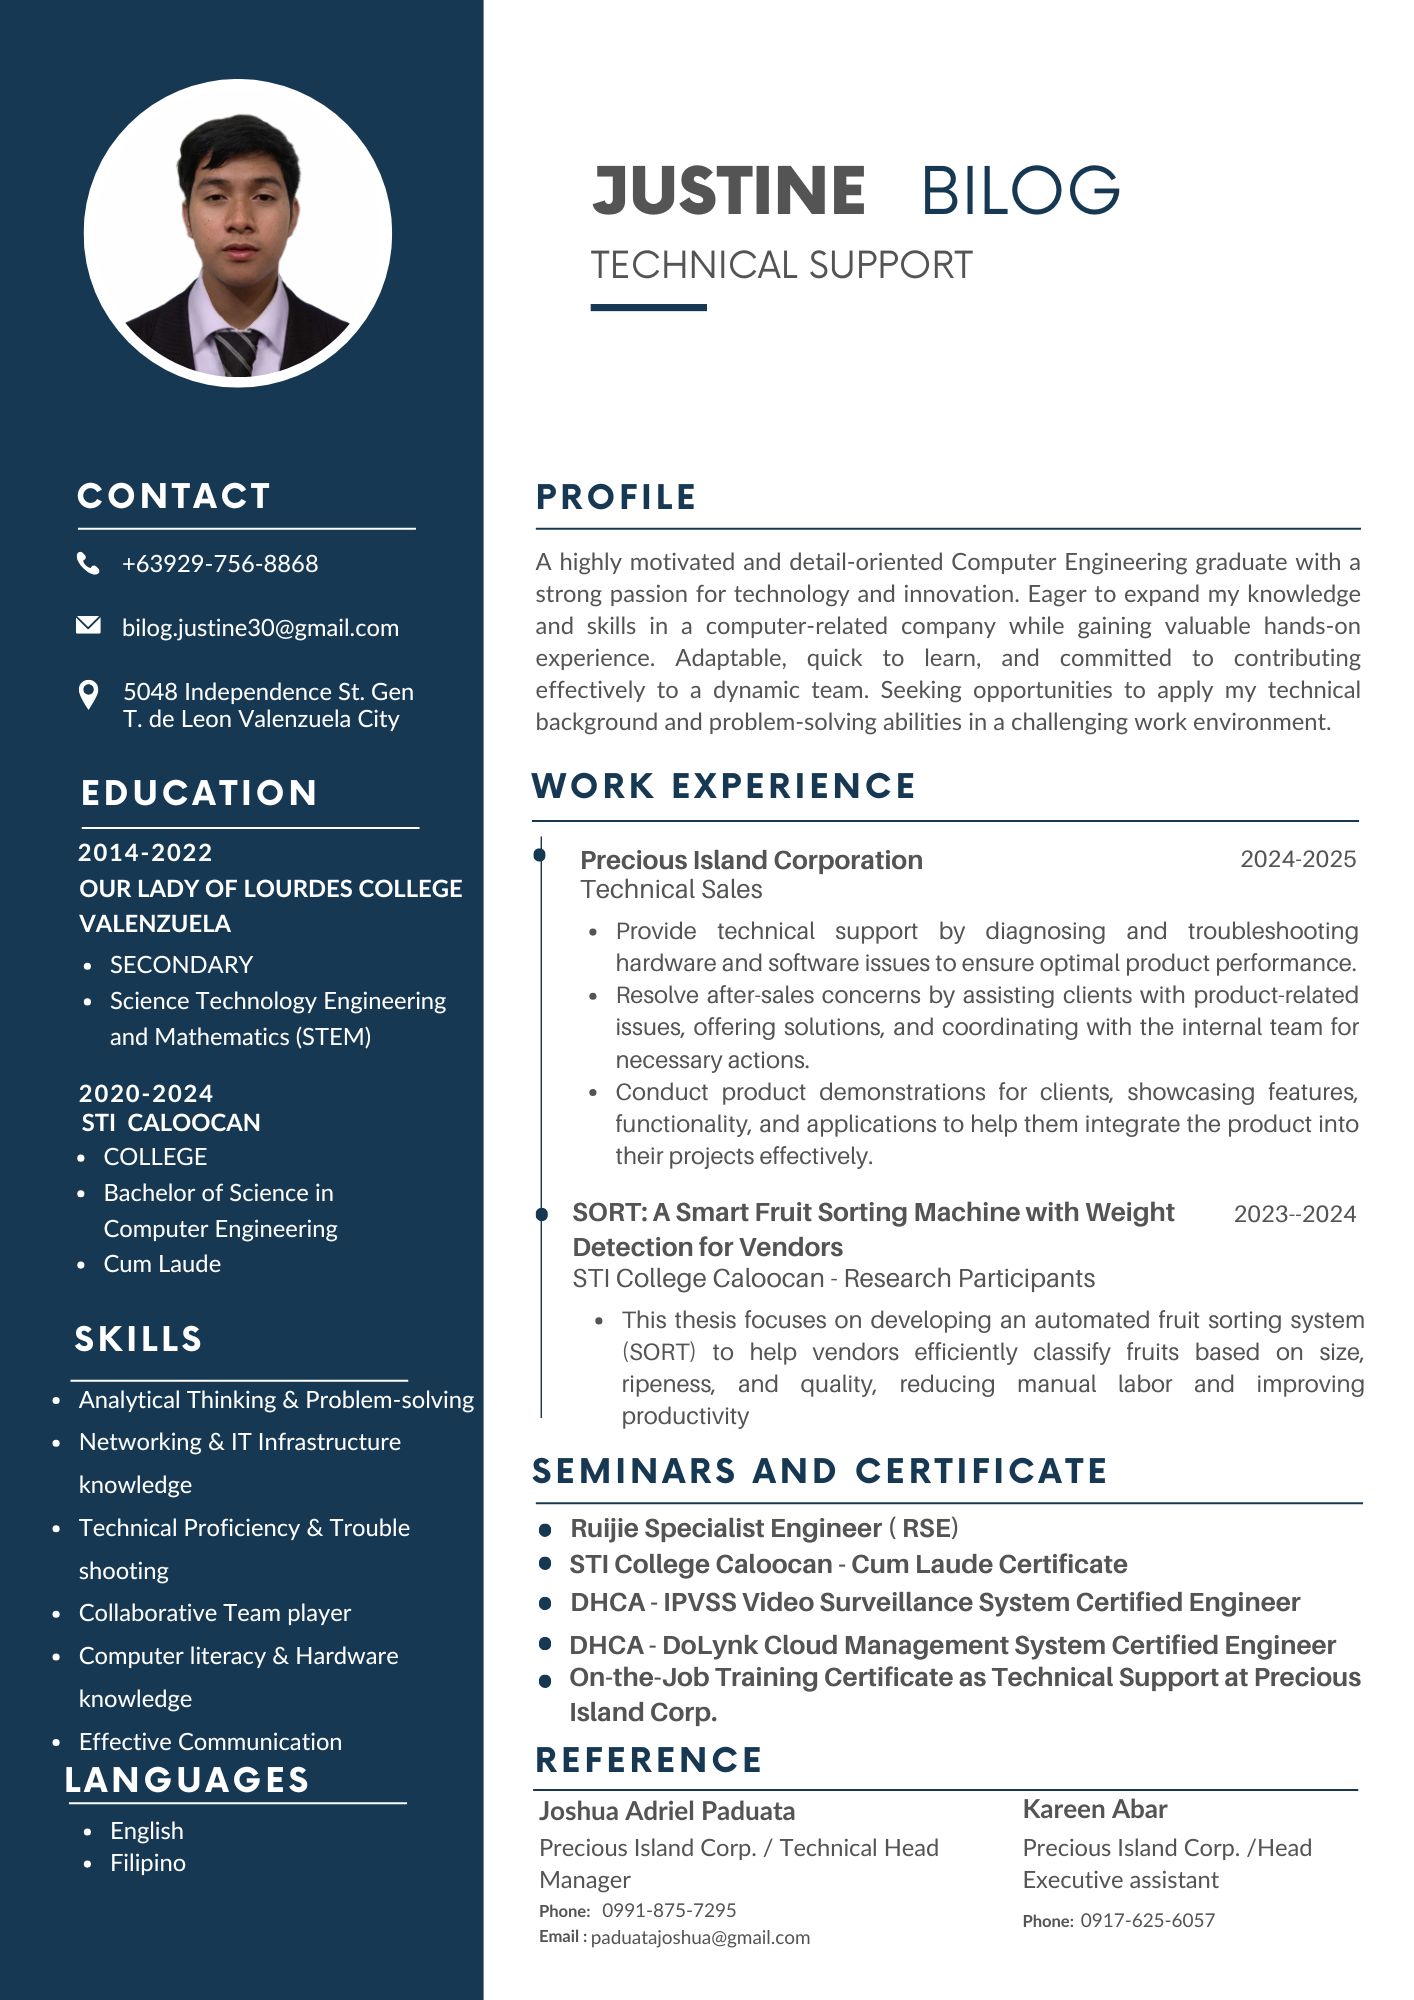 JUSTINE BILOG
TECHNICAL SUPPORT
CONTACT
+63929-756-8868
bilog.justine30@gmail.com
5048 Independence St. Gen
T. de Leon Valenzuela City
EDUCATION
2014-2022
OUR LADY OF LOURDES COLLEGE
VALENZUELA
• SECONDARY
• Science Technology Engineering
and Mathematics (STEM)
2020-2024
STI CALOOCAN
• COLLEGE
• Bachelor of Science in
Computer Engineering
• Cum Laude
SKILLS
• Analytical Thinking & Problem-solving
• Networking & IT Infrastructure
knowledge
• Technical Proficiency & Trouble
shooting
• Collaborative Team player
• Computer literacy & Hardware
knowledge
• Effective Communication
LANGUAGES
• English
• Filipino
PROFILE
A highly motivated and detail-oriented Computer Engineering graduate with a
strong passion for technology and innovation. Eager to expand my knowledge
and skills in a computer-related company while gaining valuable hands-on
experience. Adaptable, quick to learn, and committed to contributing
effectively to a dynamic team. Seeking opportunities to apply my technical
background and problem-solving abilities in a challenging work environment.
WORK EXPERIENCE
Precious Island Corporation 2024-2025
Technical Sales
• Provide technical support by diagnosing and troubleshooting
hardware and software issues to ensure optimal product performance.
• Resolve after-sales concerns by assisting clients with product-related
issues, offering solutions, and coordinating with the internal team for
necessary actions.
• Conduct product demonstrations for clients, showcasing features,
functionality, and applications to help them integrate the product into
their projects effectively.
SORT: A Smart Fruit Sorting Machine with Weight 2023--2024
Detection for Vendors
STI College Caloocan - Research Participants
• This thesis focuses on developing an automated fruit sorting system
(SORT) to help vendors efficiently classify fruits based on size,
ripeness, and quality, reducing manual labor and improving
productivity
SEMINARS AND CERTIFICATE
• Ruijie Specialist Engineer ( RSE)
• STI College Caloocan - Cum Laude Certificate
• DHCA - IPVSS Video Surveillance System Certified Engineer
• DHCA - DoLynk Cloud Management System Certified Engineer
• On-the-Job Training Certificate as Technical Support at Precious
Island Corp.
REFERENCE
Joshua Adriel Paduata
Precious Island Corp. / Technical Head
Manager
Phone: 0991-875-7295
Email : paduatajoshua@gmail.com
Kareen Abar
Precious Island Corp. /Head
Executive assistant
Phone: 0917-625-6057